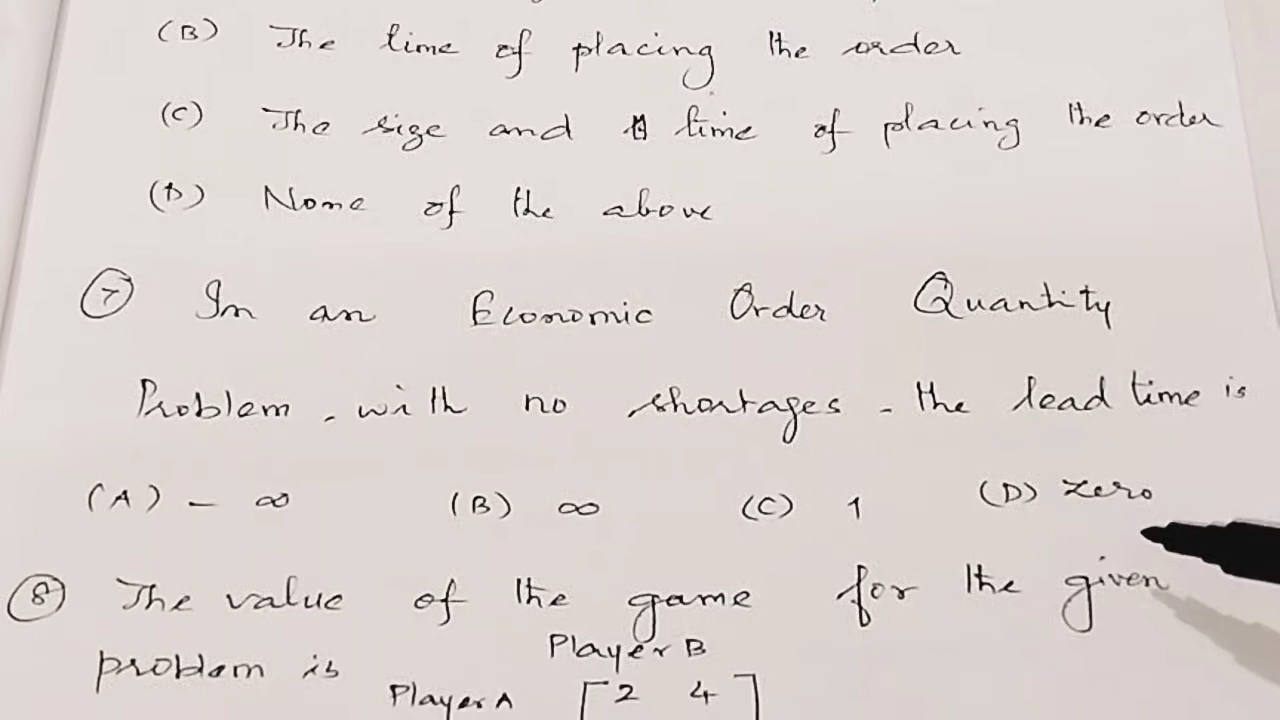 (B) The time of placing the order
(C) The size and time of placing the order
(D) None of the above
7 In an Economic Order Quantity
Problem, with no shortages, the lead time is
(A) - ∞ (B) ∞ (C) 1 (D) zero
8 The value of the game for the given
problem is Player B
Player A [ 2 4 ]